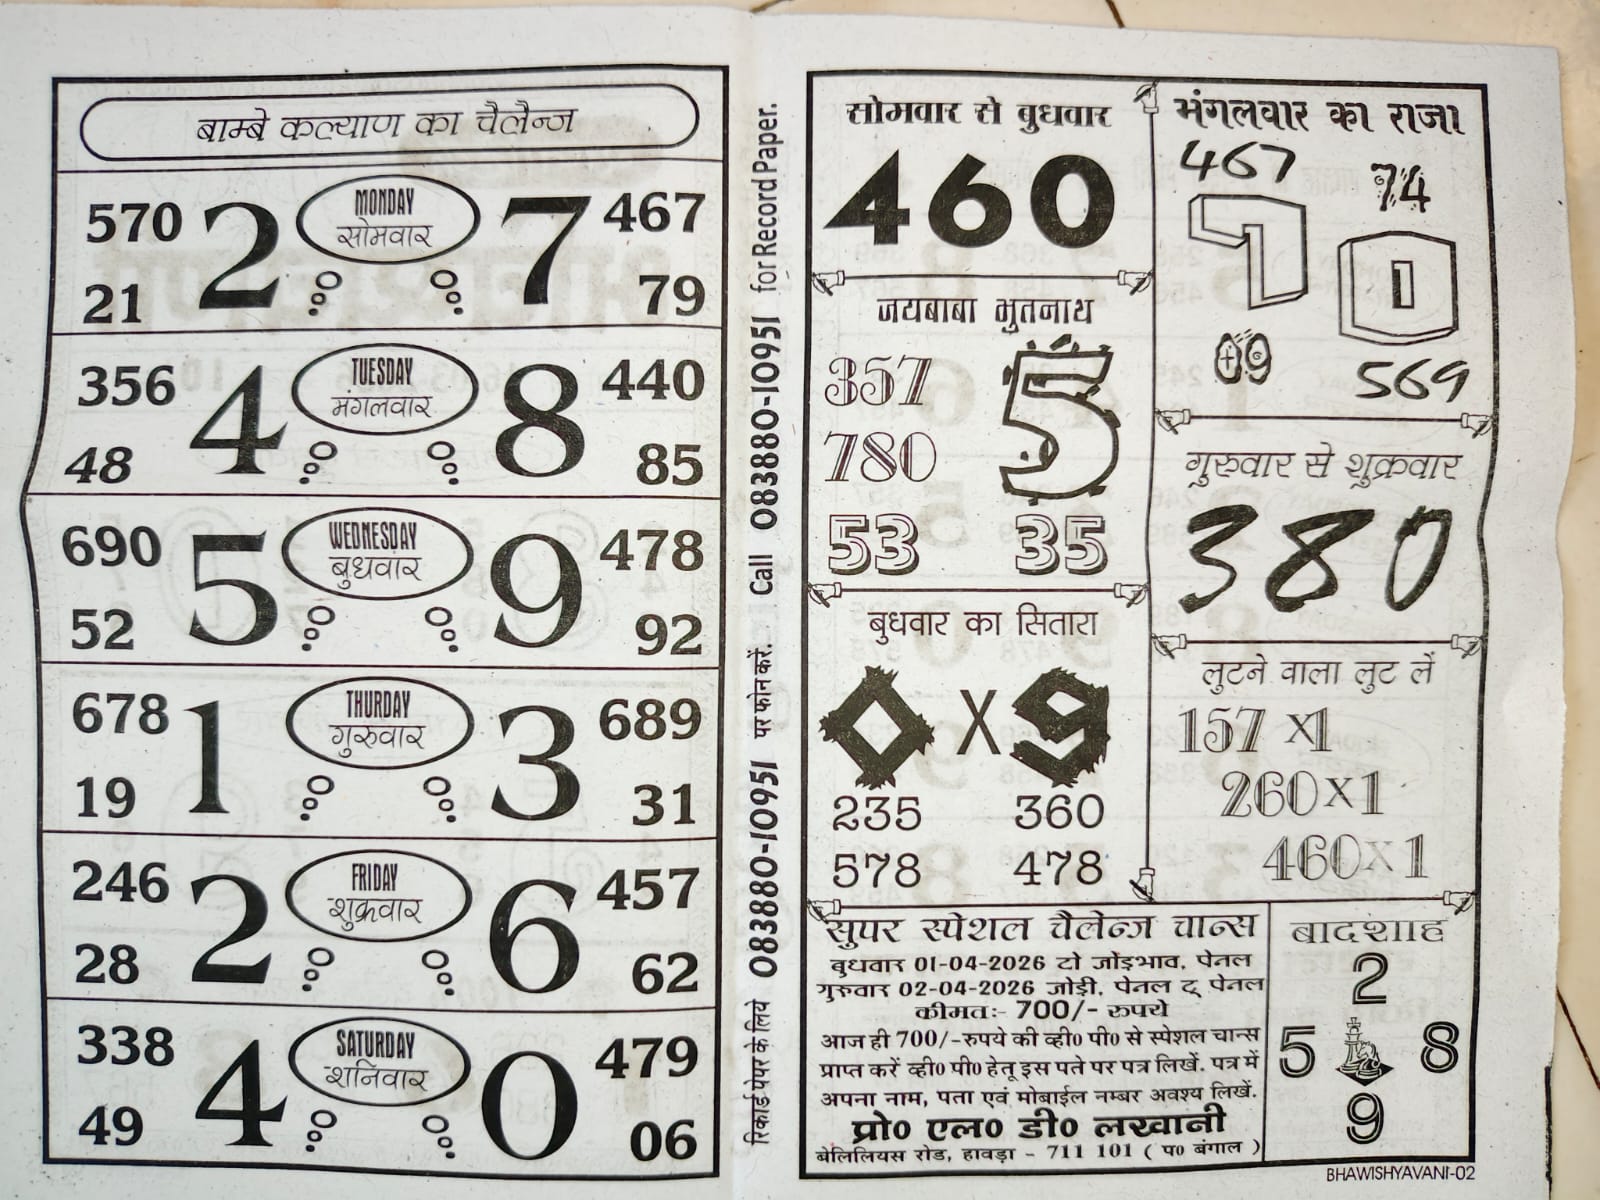 बाम्बे कल्याण का चैलैन्ज
570 2 MONDAY 7 467
सोमवार
21 79
356 4 TUESDAY 8 440
मंगलवार
48 85
690 5 WEDNESDAY 9 478
बुधवार
52 92
678 1 THURDAY 3 689
गुरुवार
19 31
246 2 FRIDAY 6 457
शुक्रवार
28 62
338 4 SATURDAY 0 479
शनिवार
49 06
रिकार्ड पेपर के लिये 0838880-10951 पर फोन करें. Call 0838880-10951 for Record Paper.
सोमवार से बुधवार
460
जयबाबा भुतनाथ
357 5
780
53 35
बुधवार का सितारा
0 X 9
235 360
578 478
मंगलवार का राजा
467 74
7 0
09 569
गुरुवार से शुक्रवार
380
लुटने वाला लुट लें
157 x1
260x1
460x1
सुपर स्पेशल चैलेन्ज चान्स
बुधवार 01-04-2026 टो जोड़भाव, पेनल
गुरुवार 02-04-2026 जोड़ी, पेनल टू पेनल
कीमतः- 700/- रुपये
आज ही 700/-रुपये की व्ही0 पी0 से स्पेशल चान्स
प्राप्त करें व्ही0 पी0 हेतू इस पते पर पत्र लिखें. पत्र में
अपना नाम, पता एवं मोबाईल नम्बर अवश्य लिखें.
प्रो0 एल0 डी0 लखानी
बेलिलियस रोड, हावड़ा - 711 101 ( प0 बंगाल )
बादशाह
2
5 8
9
BHAWISHYAVANI-02